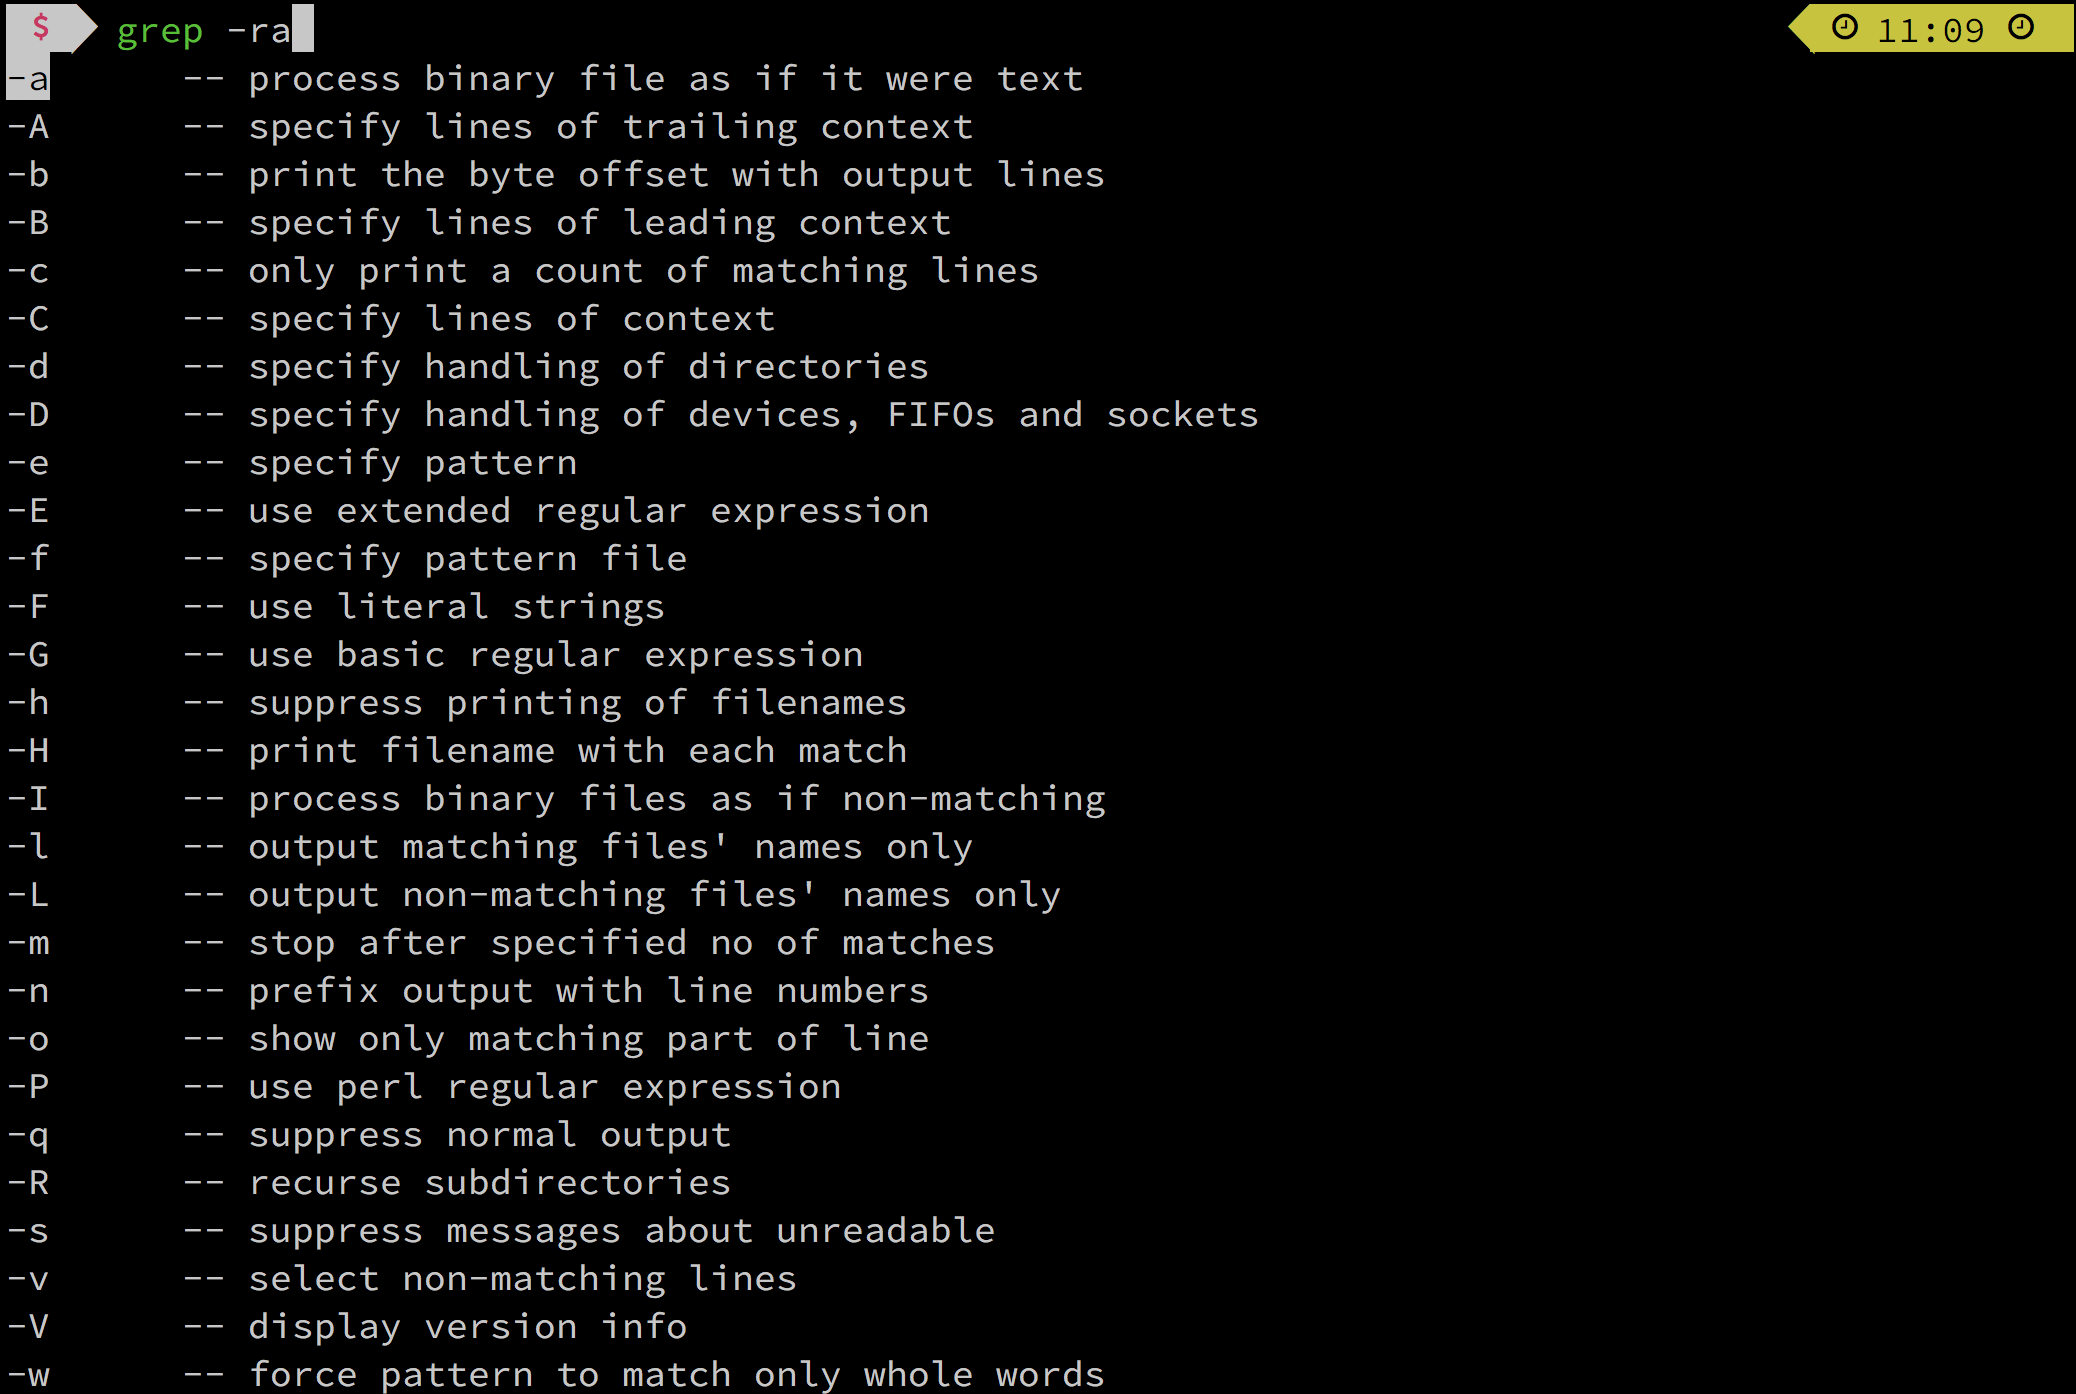 $ grep -ra 11:09
-a -- process binary file as if it were text
-A -- specify lines of trailing context
-b -- print the byte offset with output lines
-B -- specify lines of leading context
-c -- only print a count of matching lines
-C -- specify lines of context
-d -- specify handling of directories
-D -- specify handling of devices, FIFOs and sockets
-e -- specify pattern
-E -- use extended regular expression
-f -- specify pattern file
-F -- use literal strings
-G -- use basic regular expression
-h -- suppress printing of filenames
-H -- print filename with each match
-I -- process binary files as if non-matching
-l -- output matching files' names only
-L -- output non-matching files' names only
-m -- stop after specified no of matches
-n -- prefix output with line numbers
-o -- show only matching part of line
-P -- use perl regular expression
-q -- suppress normal output
-R -- recurse subdirectories
-s -- suppress messages about unreadable
-v -- select non-matching lines
-V -- display version info
-w -- force pattern to match only whole words